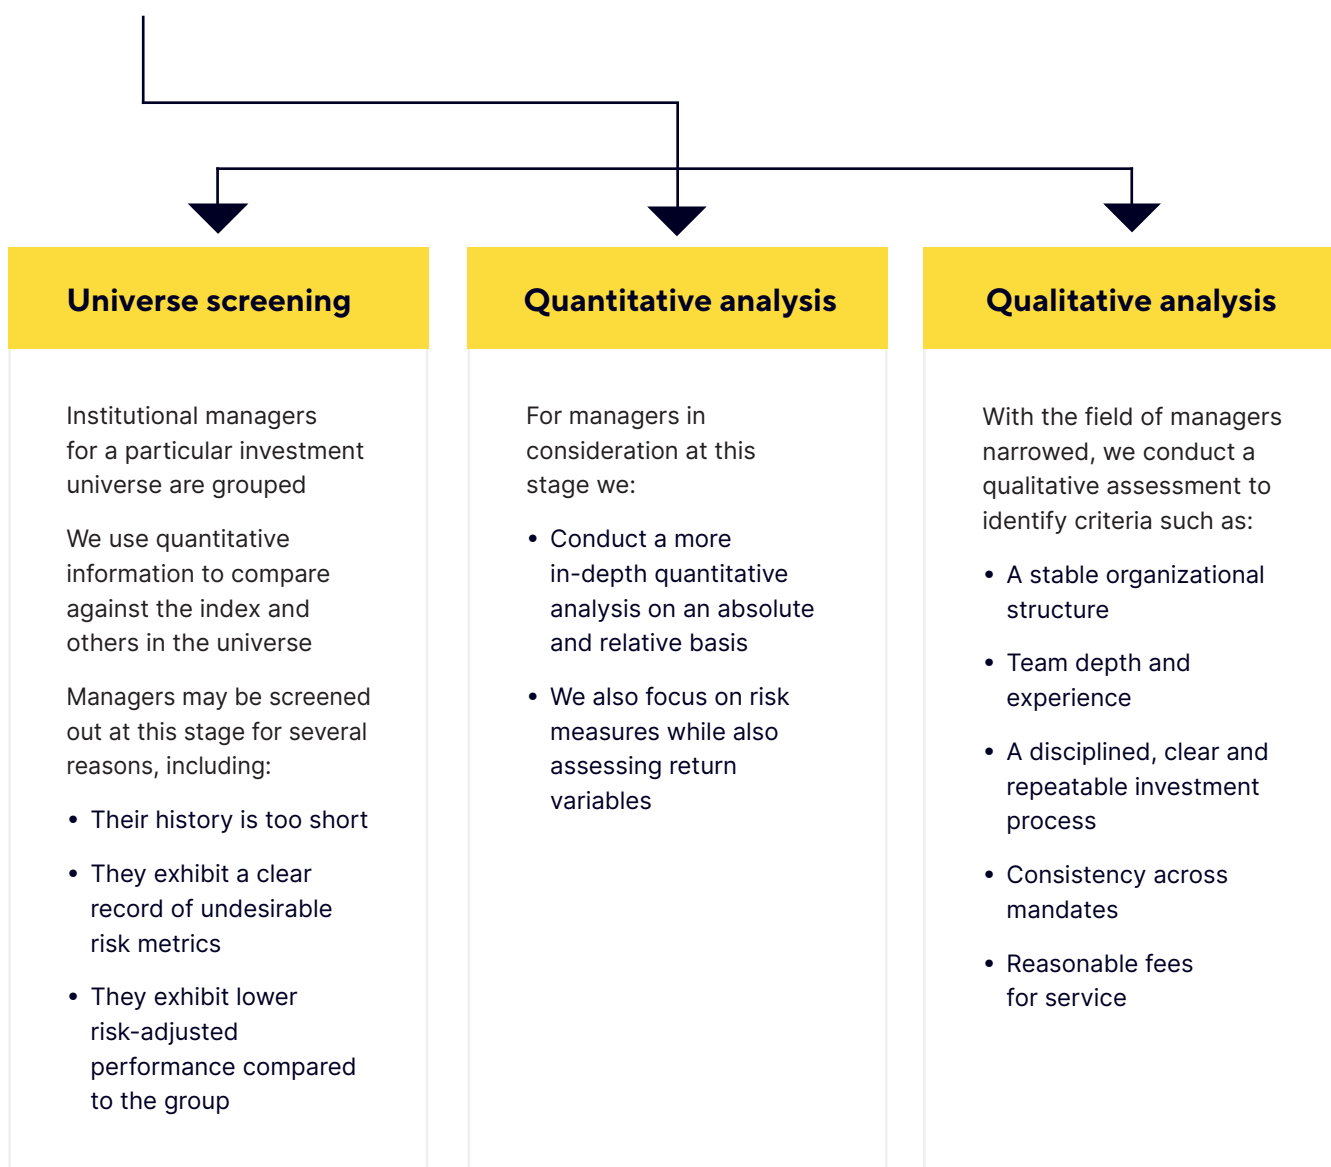 Universe screening
Institutional managers
for a particular investment
universe are grouped
We use quantitative
information to compare
against the index and
others in the universe
Managers may be screened
out at this stage for several
reasons, including:
• Their history is too short
• They exhibit a clear
record of undesirable
risk metrics
• They exhibit lower
risk-adjusted
performance compared
to the group
Quantitative analysis
For managers in
consideration at this
stage we:
• Conduct a more
in-depth quantitative
analysis on an absolute
and relative basis
• We also focus on risk
measures while also
assessing return
variables
Qualitative analysis
With the field of managers
narrowed, we conduct a
qualitative assessment to
identify criteria such as:
• A stable organizational
structure
• Team depth and
experience
• A disciplined, clear and
repeatable investment
process
• Consistency across
mandates
• Reasonable fees
for service